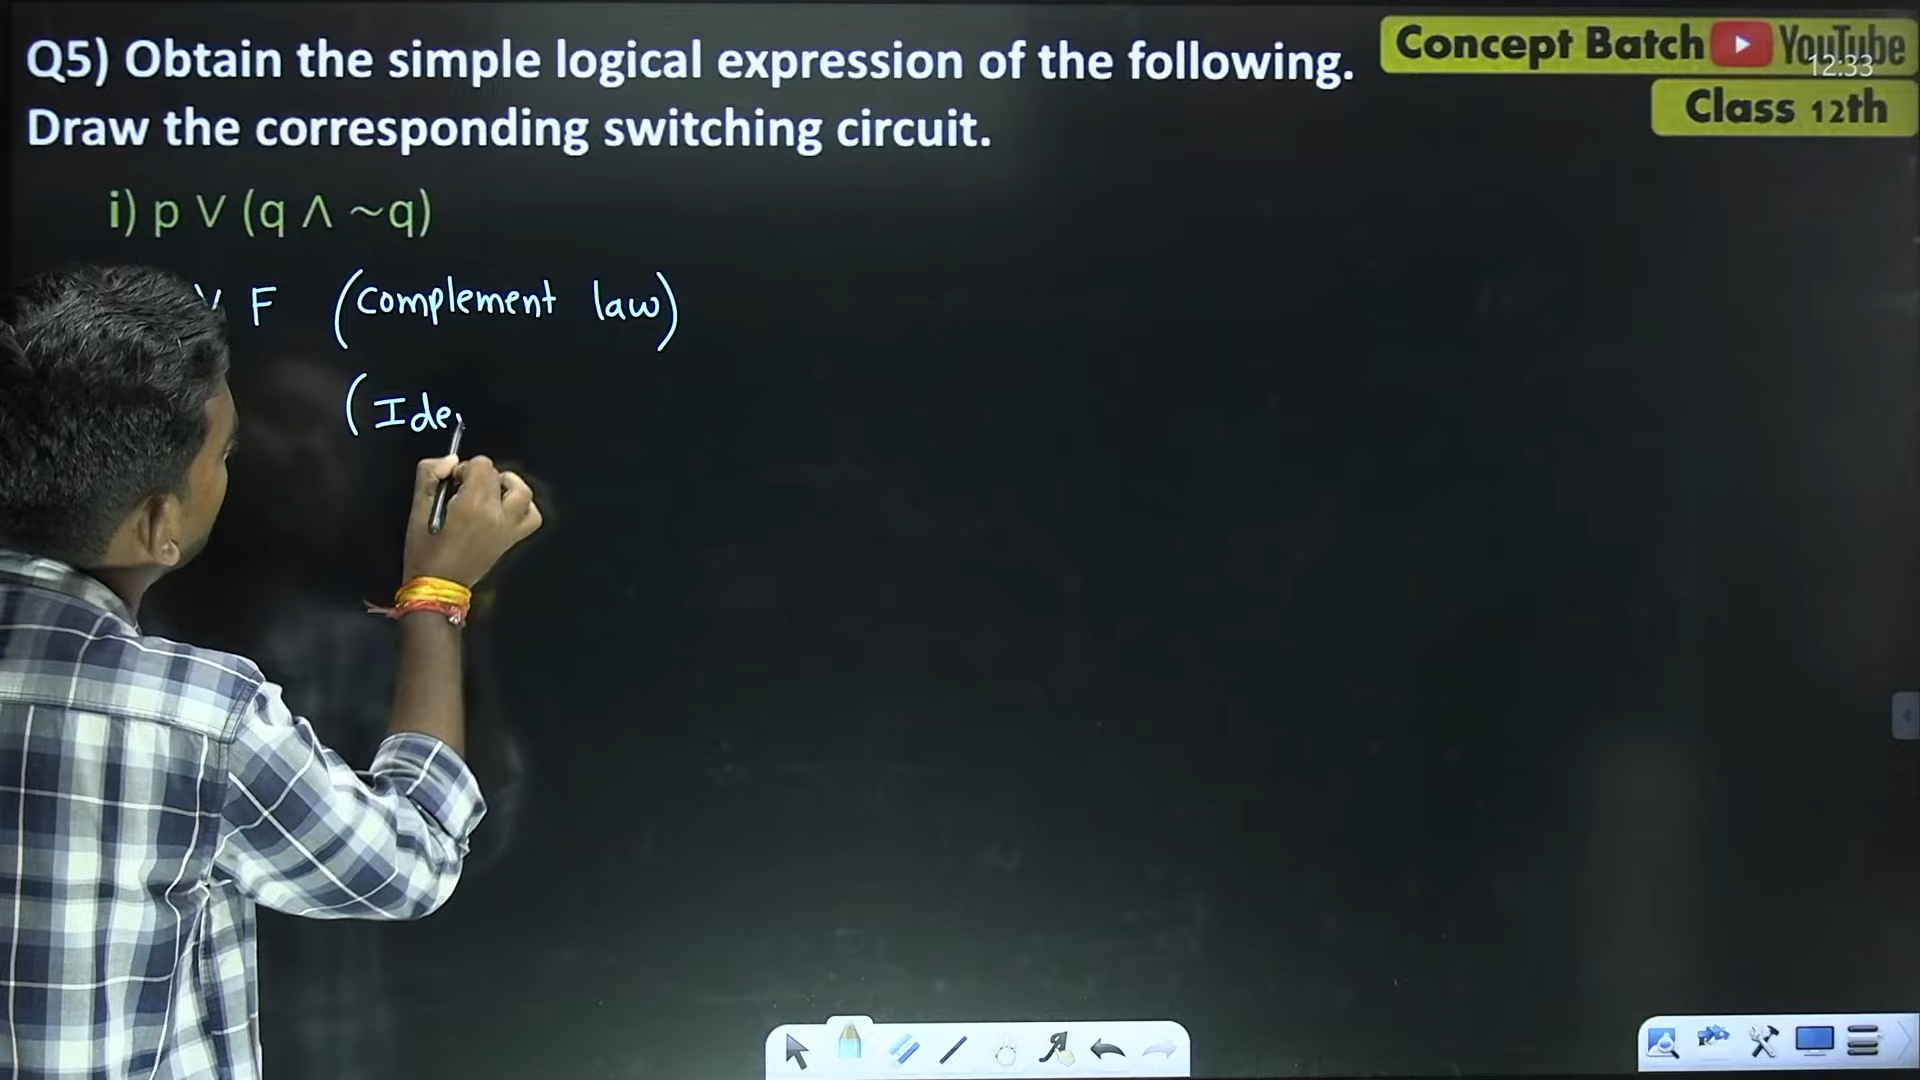 Q5) Obtain the simple logical expression of the following.
Draw the corresponding switching circuit.
Concept Batch YouTube
12:33
Class 12th
i) p ∨ (q ∧ ~q)
∨ F (complement law)
(Ide